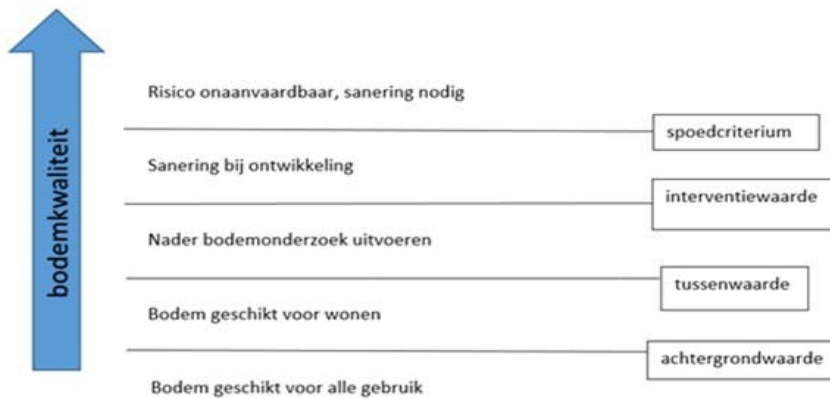 bodemkwaliteit
Risico onaanvaardbaar, sanering nodig
spoedcriterium
Sanering bij ontwikkeling
interventiewaarde
Nader bodemonderzoek uitvoeren
tussenwaarde
Bodem geschikt voor wonen
achtergrondwaarde
Bodem geschikt voor alle gebruik